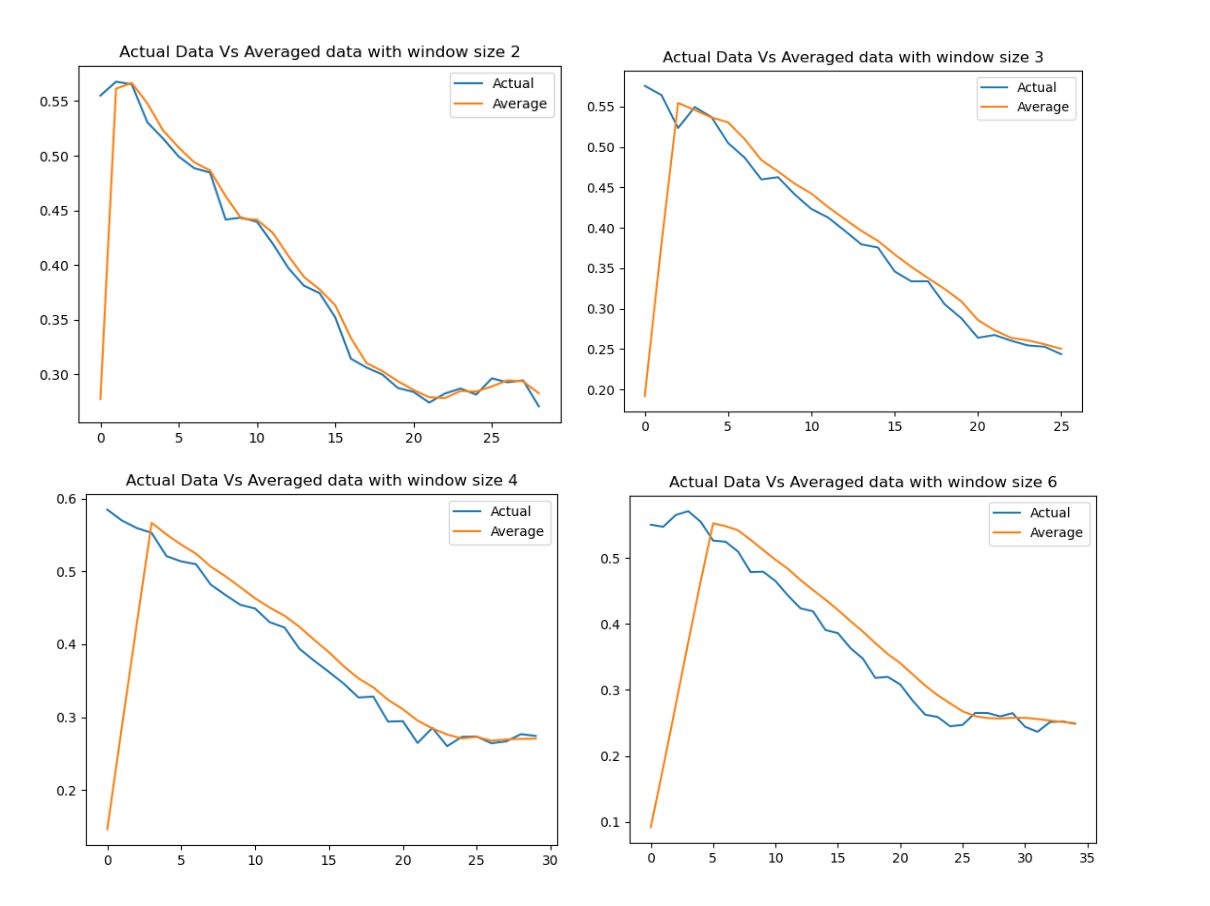 Actual Data Vs Averaged data with window size 2
Actual
Average
0.55
0.50
0.45
0.40
0.35
0.30
0 5 10 15 20 25
Actual Data Vs Averaged data with window size 3
Actual
Average
0.55
0.50
0.45
0.40
0.35
0.30
0.25
0.20
0 5 10 15 20 25
Actual Data Vs Averaged data with window size 4
Actual
Average
0.6
0.5
0.4
0.3
0.2
0 5 10 15 20 25 30
Actual Data Vs Averaged data with window size 6
Actual
Average
0.5
0.4
0.3
0.2
0.1
0 5 10 15 20 25 30 35